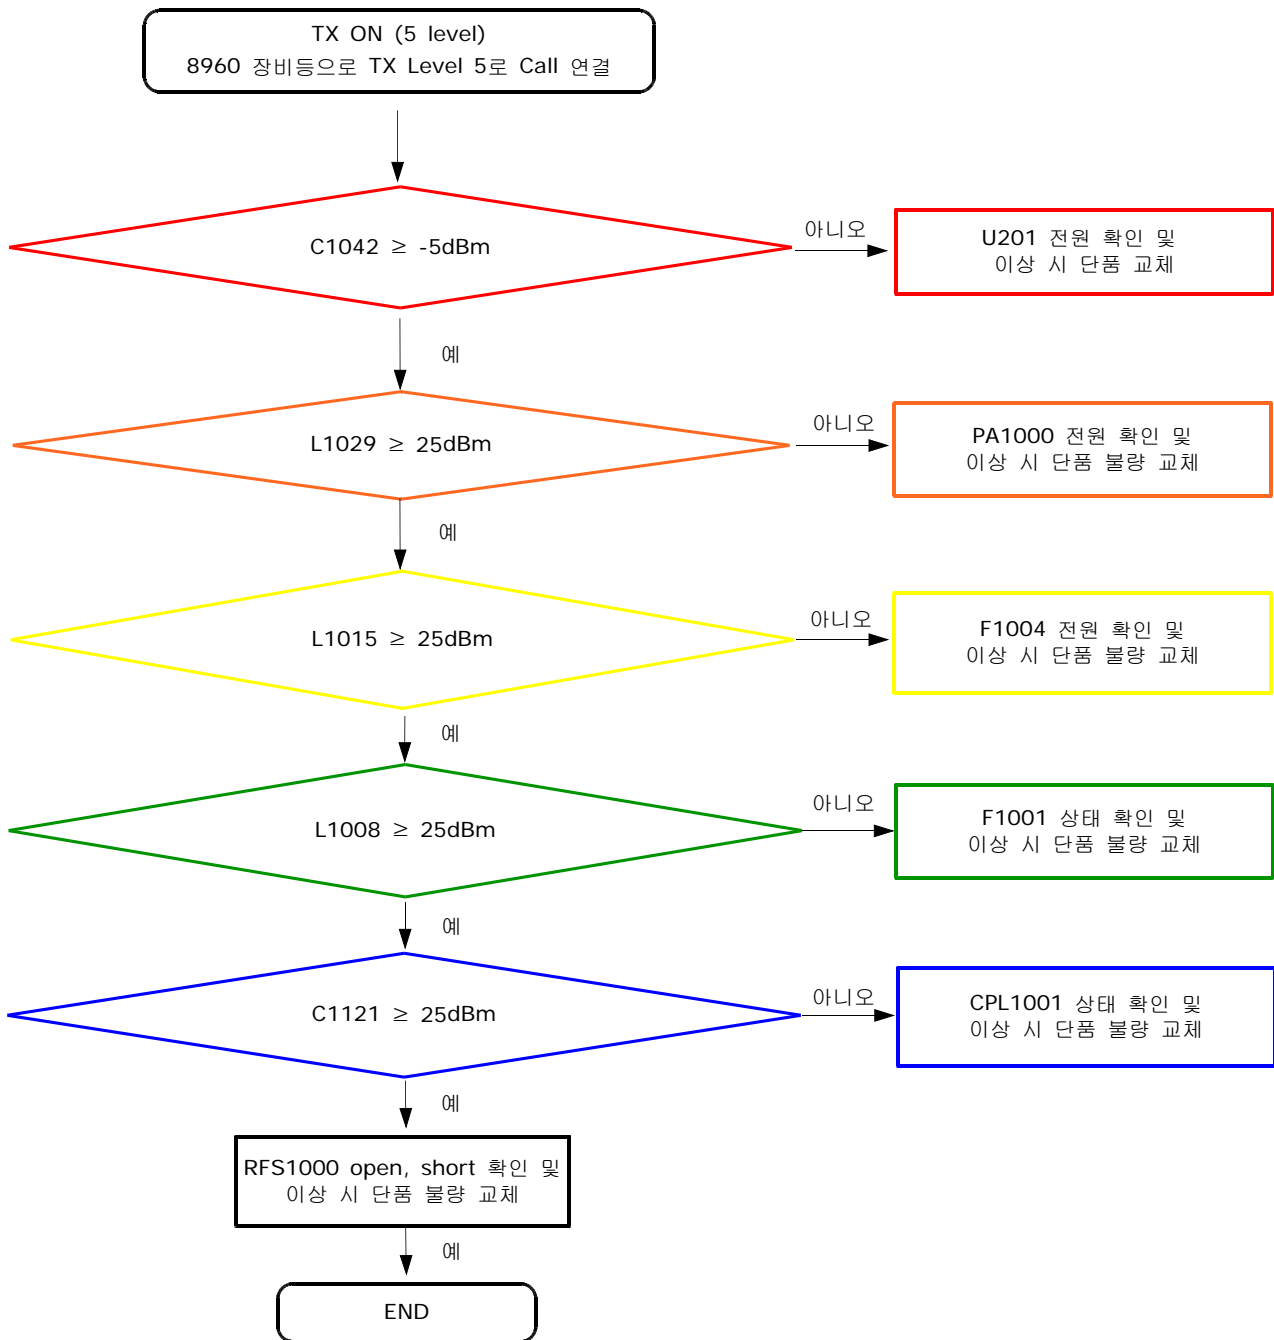 TX ON (5 level)
8960 장비등으로 TX Level 5로 Call 연결
C1042 ≥ -5dBm
아니오
U201 전원 확인 및
이상 시 단품 교체
예
L1029 ≥ 25dBm
아니오
PA1000 전원 확인 및
이상 시 단품 불량 교체
예
L1015 ≥ 25dBm
아니오
F1004 전원 확인 및
이상 시 단품 불량 교체
예
L1008 ≥ 25dBm
아니오
F1001 상태 확인 및
이상 시 단품 불량 교체
예
C1121 ≥ 25dBm
아니오
CPL1001 상태 확인 및
이상 시 단품 불량 교체
예
RFS1000 open, short 확인 및
이상 시 단품 불량 교체
예
END